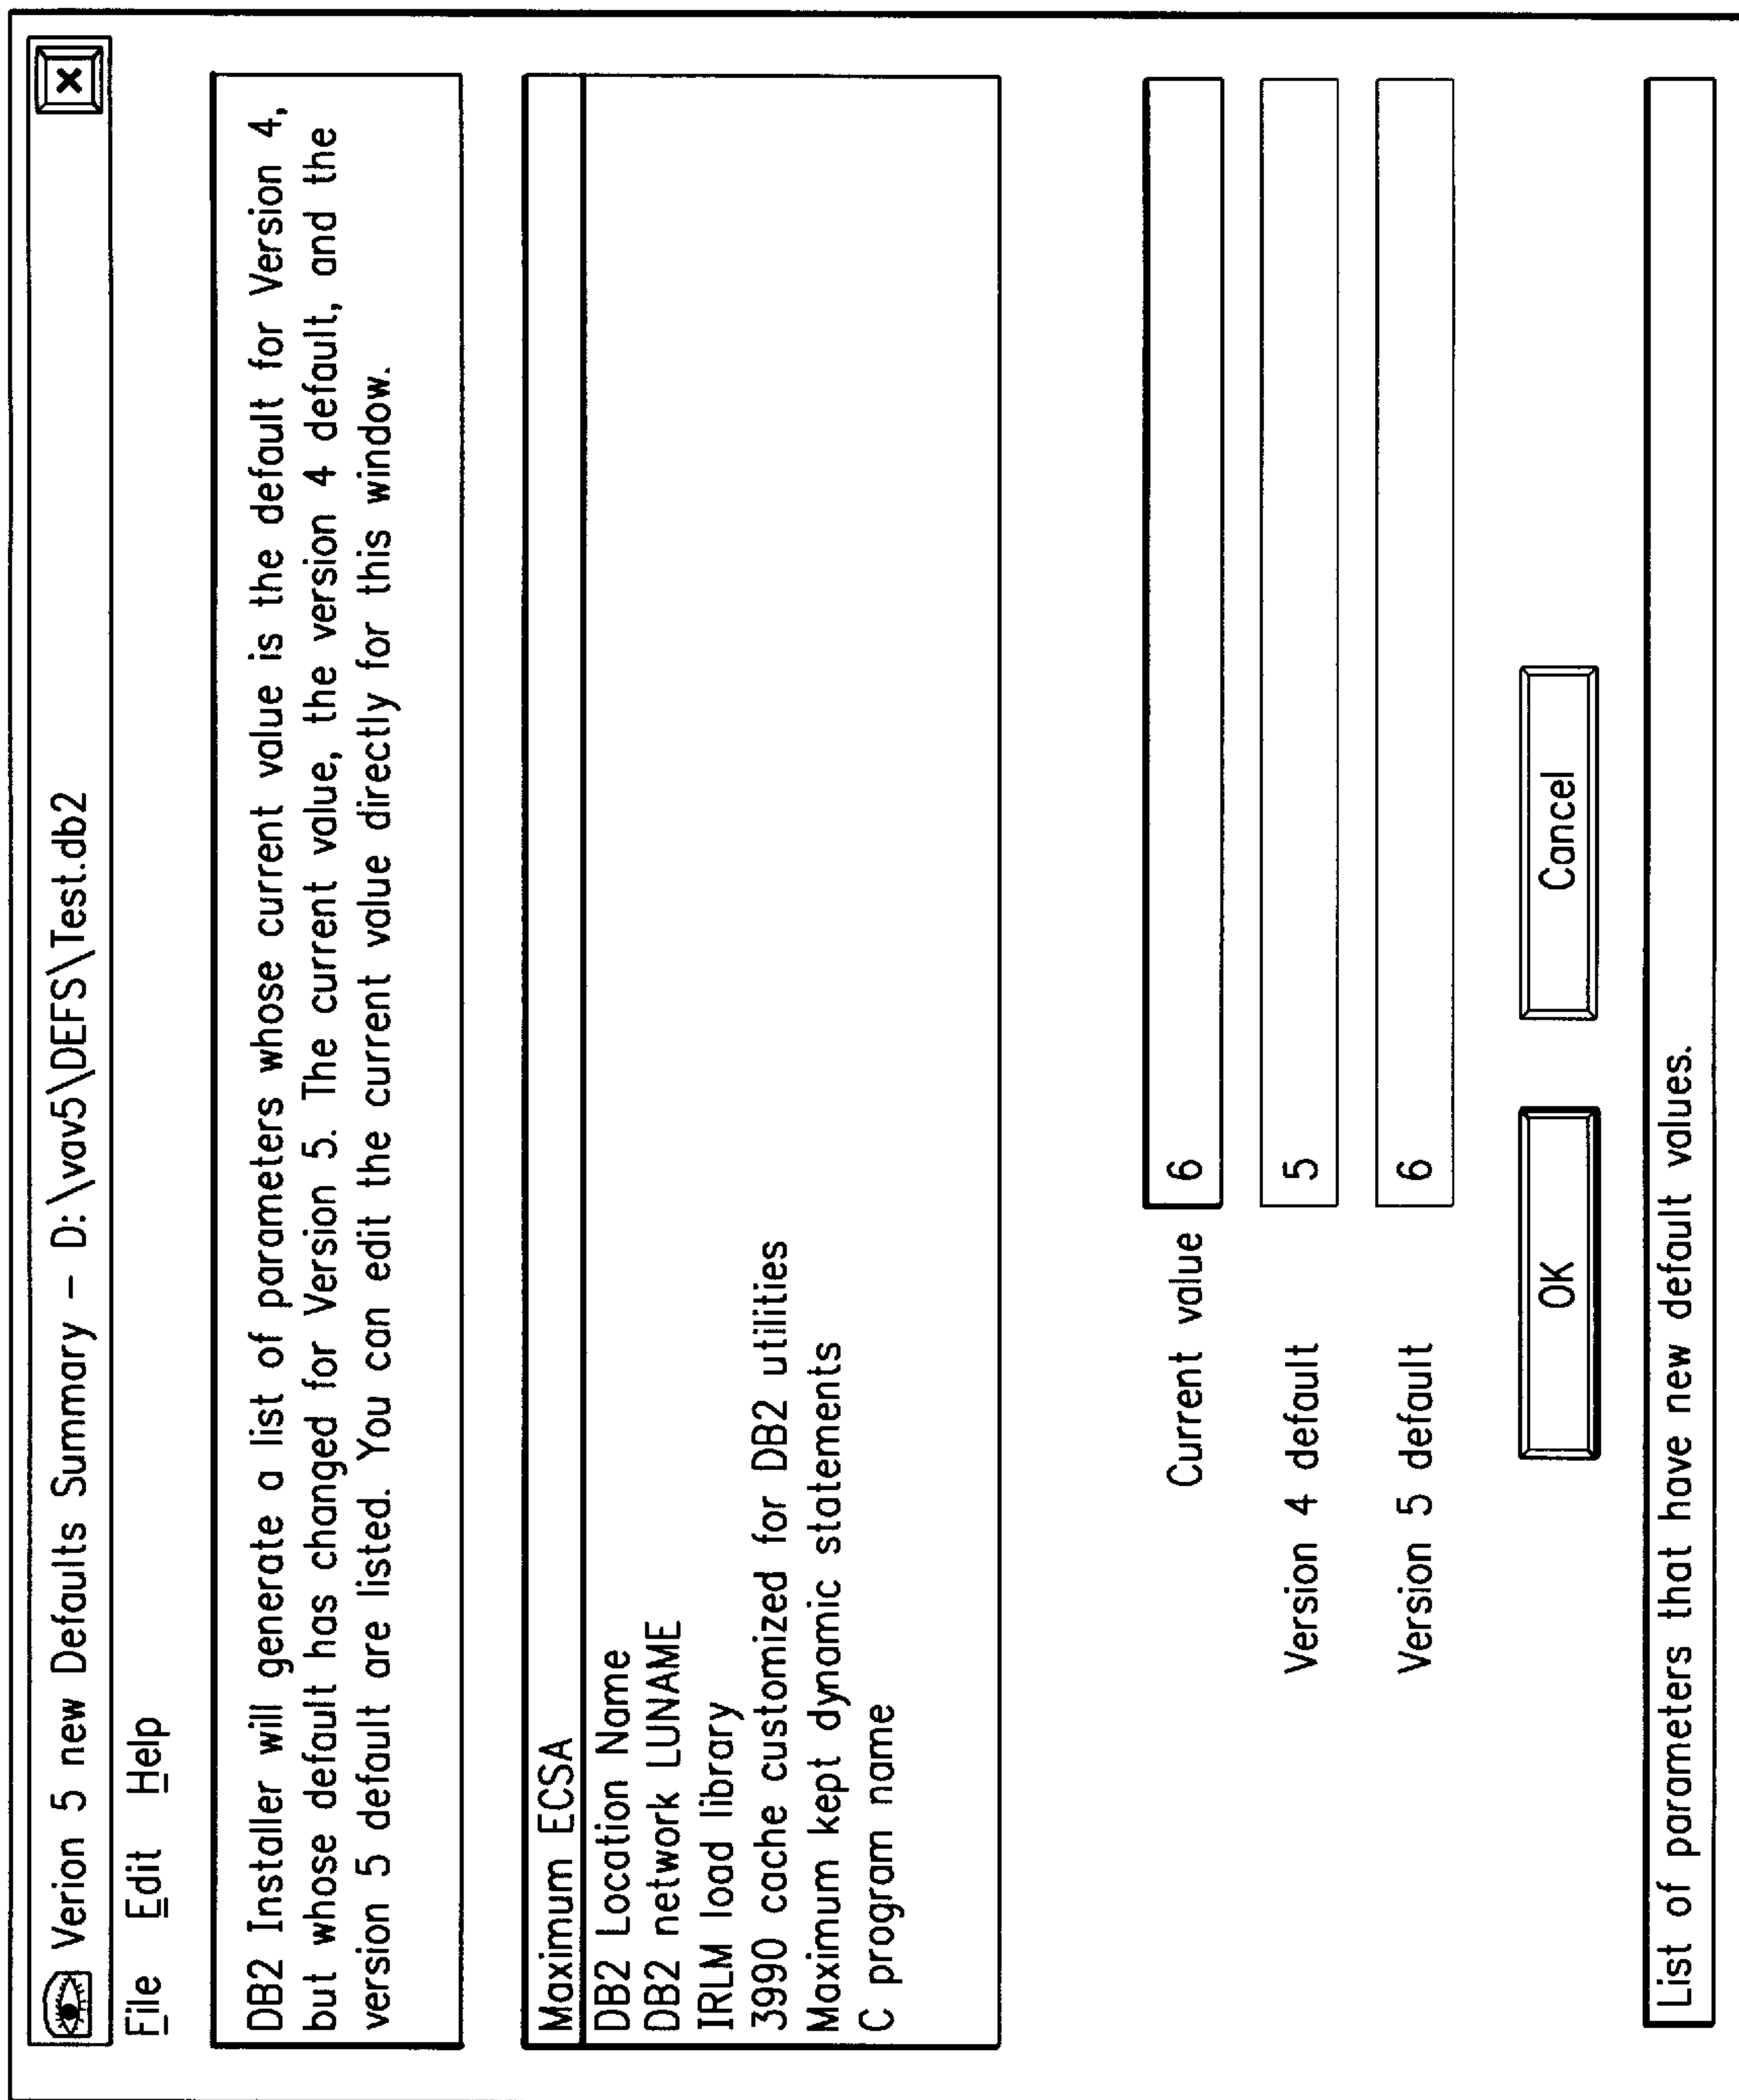 Verion 5 new Defaults Summary – D:\vav5\DEFS\Test.db2
x
File Edit Help
DB2 Installer will generate a list of parameters whose current value is the default for Version 4,
but whose default has changed for Version 5. The current value, the version 4 default, and the
version 5 default are listed. You can edit the current value directly for this window.
Maximum ECSA
DB2 Location Name
DB2 network LUNAME
IRLM load library
3990 cache customized for DB2 utilities
Maximum kept dynamic statements
C program name
Current value 6
Version 4 default 5
Version 5 default 6
OK Cancel
List of parameters that have new default values.